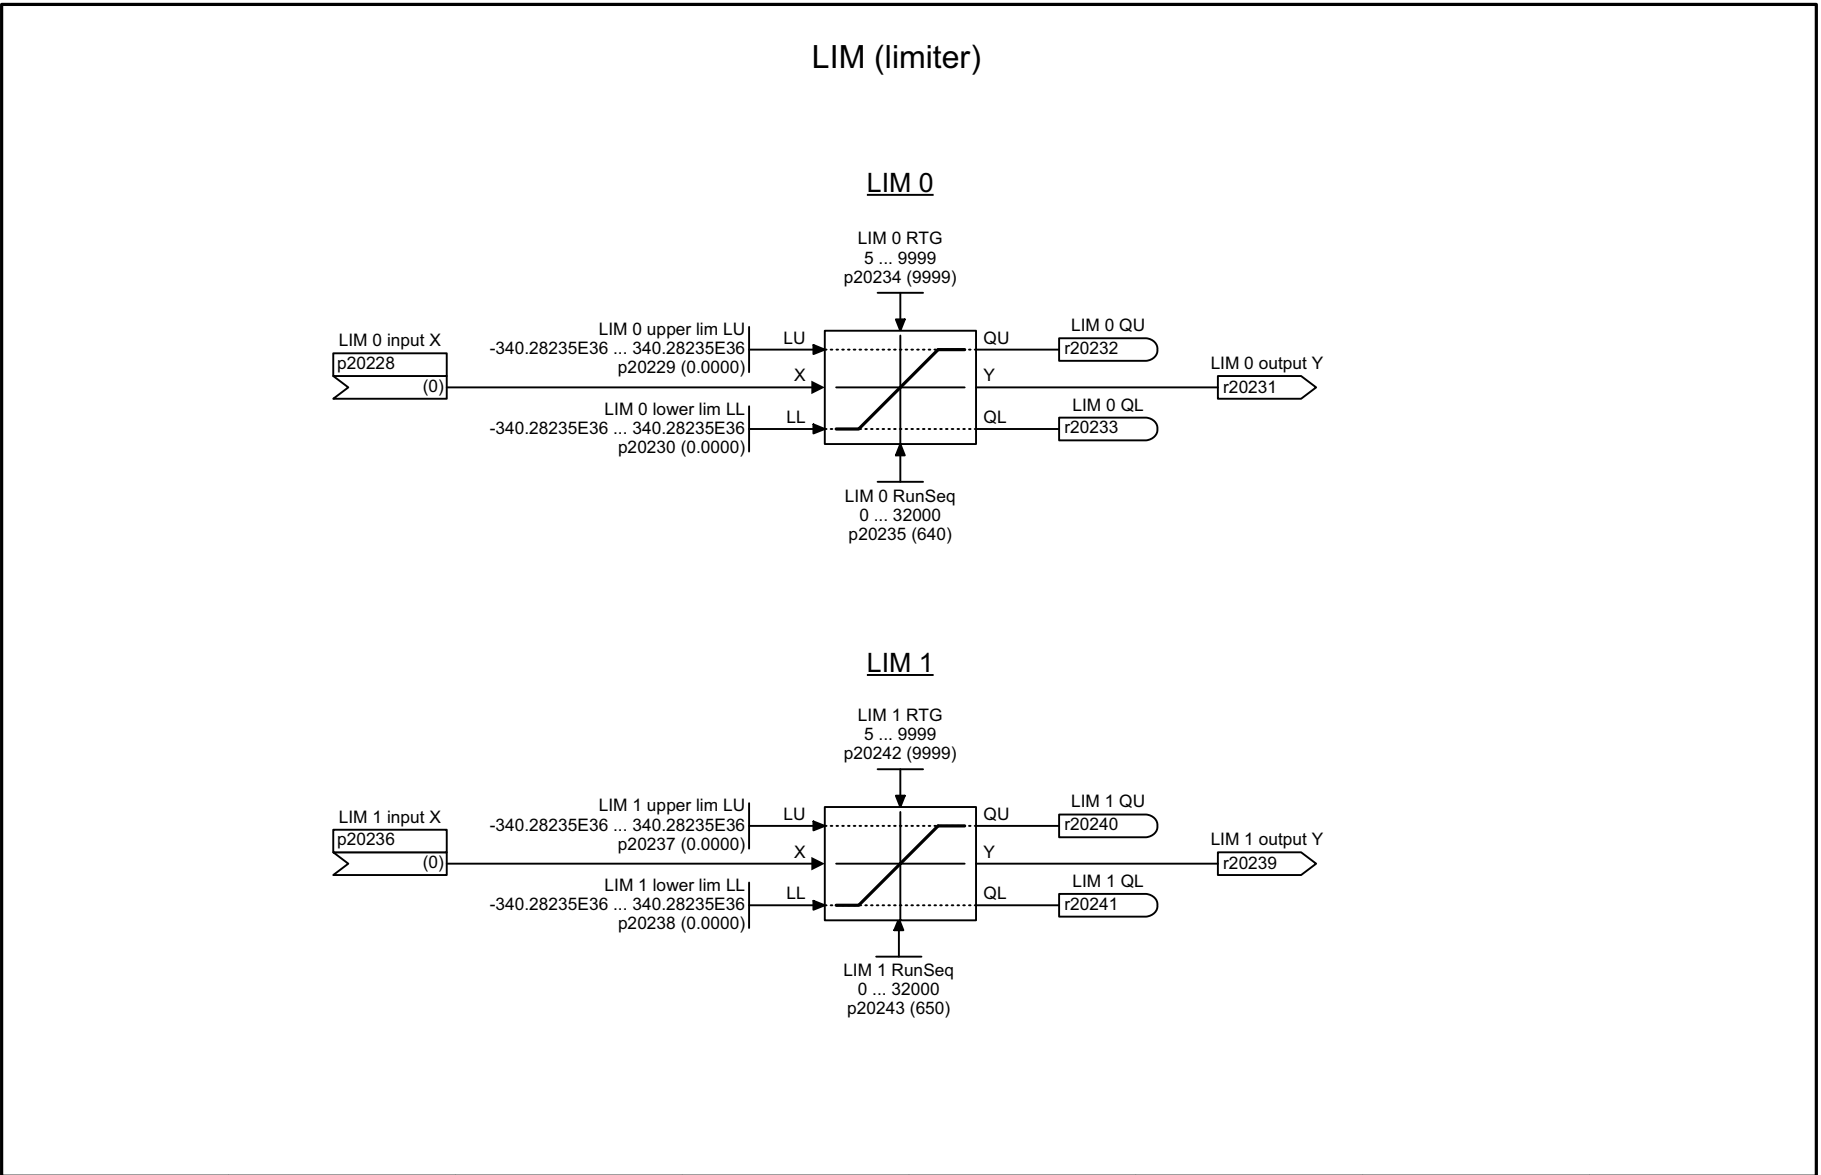 LIM (limiter)
LIM 0
LIM 0 RTG
5 ... 9999
p20234 (9999)
LIM 0 input X
p20228
(0)
LIM 0 upper lim LU
-340.28235E36 ... 340.28235E36
p20229 (0.0000)
LU
X
LIM 0 lower lim LL
-340.28235E36 ... 340.28235E36
p20230 (0.0000)
LL
QU
Y
QL
LIM 0 QU
r20232
LIM 0 output Y
r20231
LIM 0 QL
r20233
LIM 0 RunSeq
0 ... 32000
p20235 (640)
LIM 1
LIM 1 RTG
5 ... 9999
p20242 (9999)
LIM 1 input X
p20236
(0)
LIM 1 upper lim LU
-340.28235E36 ... 340.28235E36
p20237 (0.0000)
LU
X
LIM 1 lower lim LL
-340.28235E36 ... 340.28235E36
p20238 (0.0000)
LL
QU
Y
QL
LIM 1 QU
r20240
LIM 1 output Y
r20239
LIM 1 QL
r20241
LIM 1 RunSeq
0 ... 32000
p20243 (650)